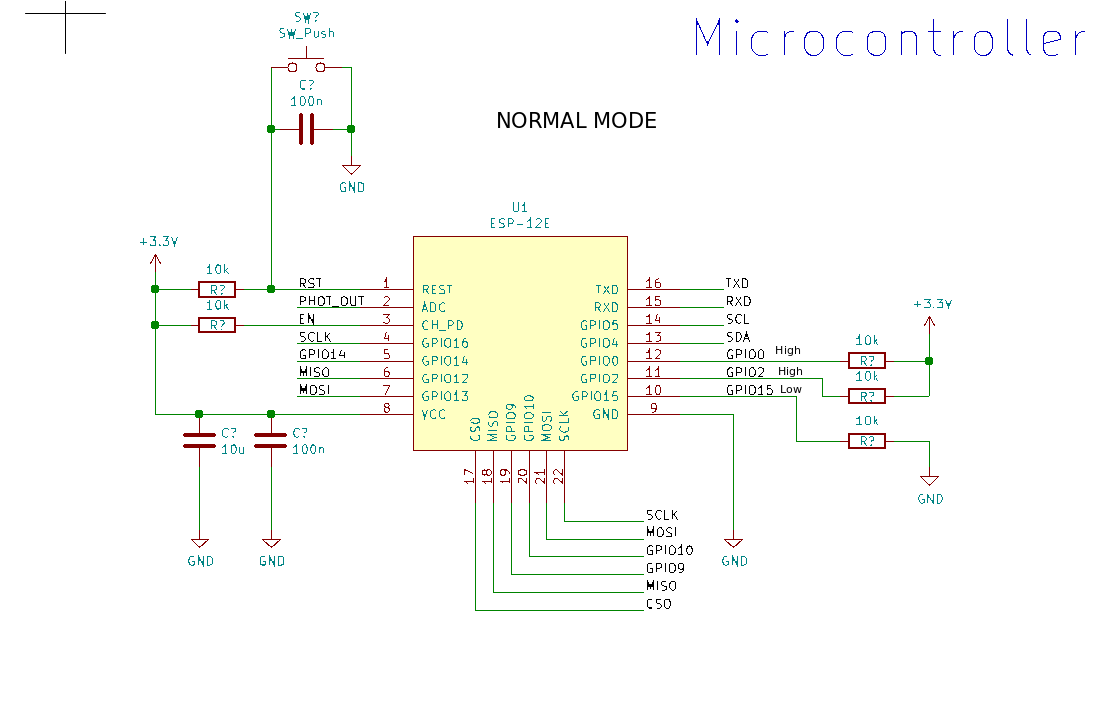 Microcontroller
SW?
SW_Push
C?
100n
GND
NORMAL MODE
U1
ESP-12E
+3.3V
10k
R?
10k
R?
RST 1 REST
PHOT_OUT 2 ADC
EN 3 CH_PD
SCLK 4 GPIO16
GPIO14 5 GPIO14
MISO 6 GPIO12
MOSI 7 GPIO13
8 VCC
TXD 16 TXD
RXD 15 RXD
GPIO5 14 SCL
GPIO4 13 SDA
GPIO0 12 GPIO0 High
GPIO2 11 GPIO2 High
GPIO15 10 GPIO15 Low
GND 9
CS0 17
MISO 18
GPIO9 19
GPIO10 20
MOSI 21
SCLK 22
+3.3V
10k
R?
10k
R?
10k
R?
GND
C?
10u
C?
100n
GND
GND
GND
SCLK
MOSI
GPIO10
GPIO9
MISO
CS0